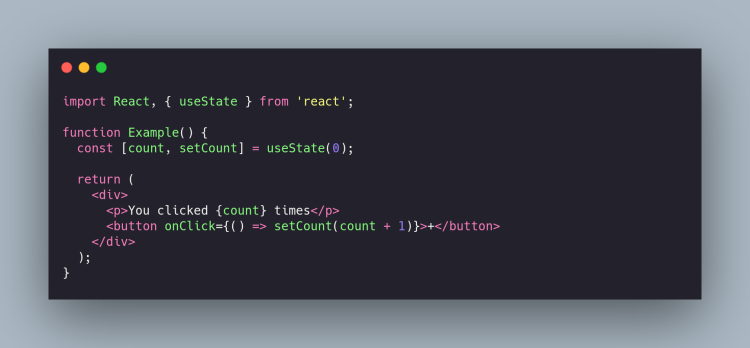 import React, { useState } from 'react';
function Example() {
  const [count, setCount] = useState(0);
  return (
    <div>
      <p>You clicked {count} times</p>
      <button onClick={() => setCount(count + 1)}>+</button>
    </div>
  );
}